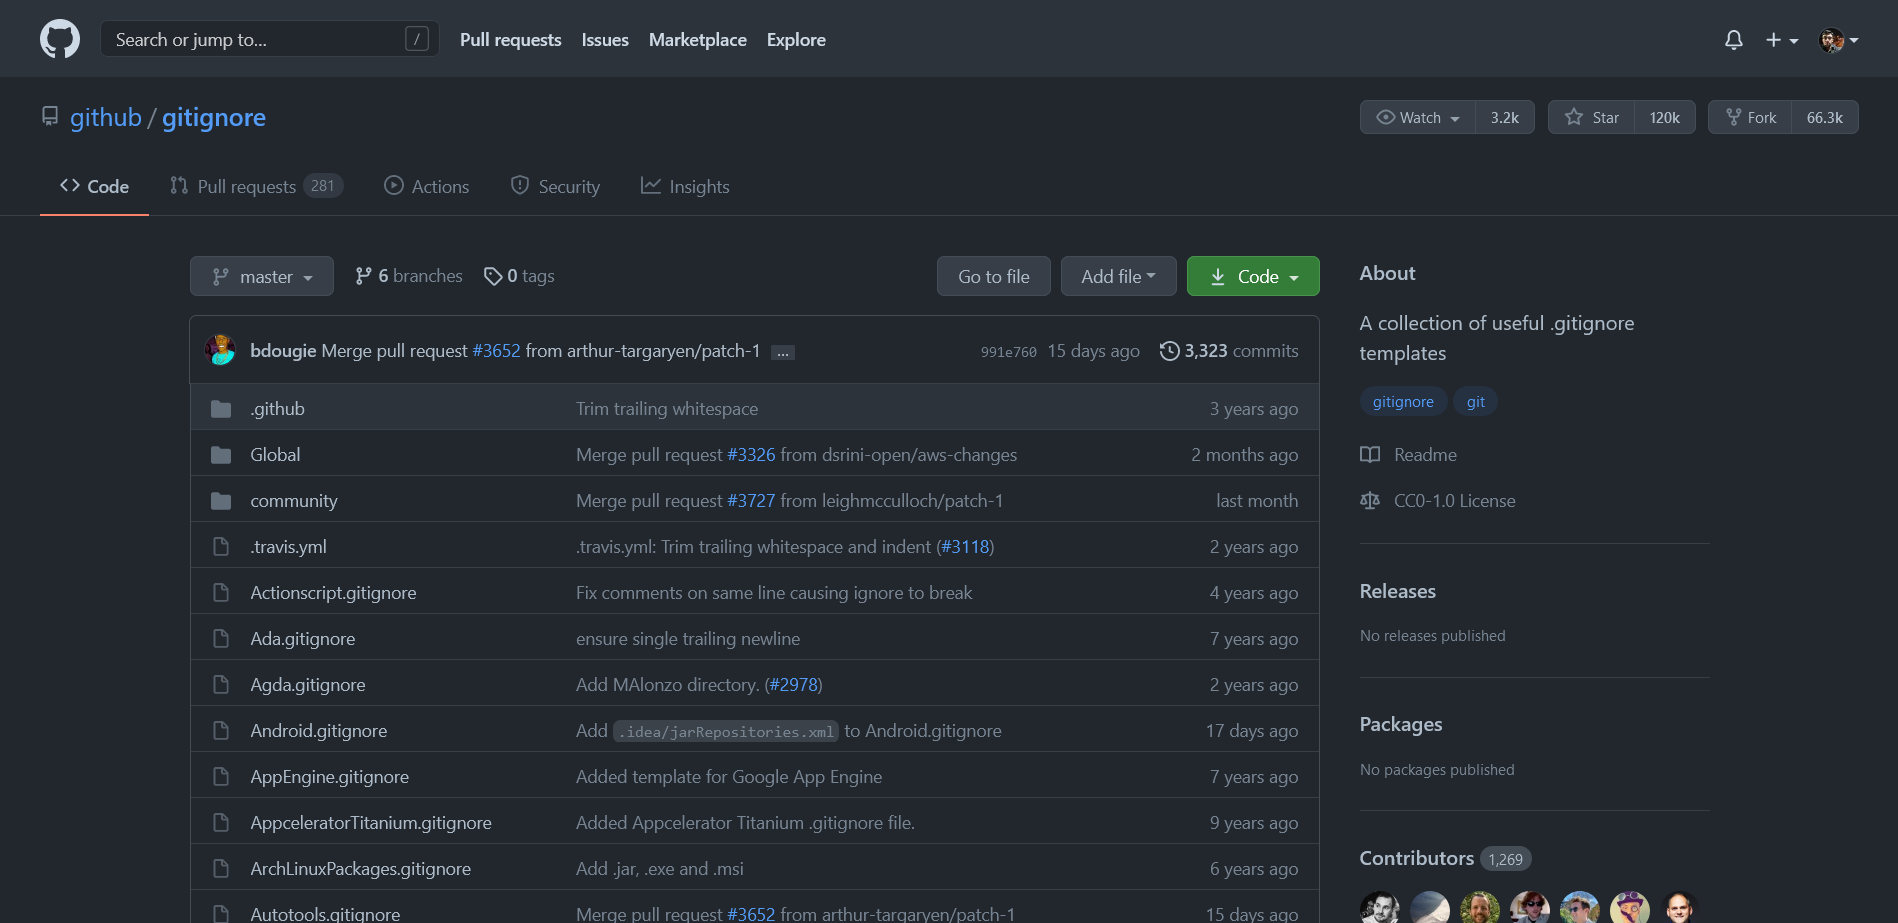 Search or jump to... /
Pull requests Issues Marketplace Explore
github / gitignore
Watch 3.2k Star 120k Fork 66.3k
Code Pull requests 281 Actions Security Insights
master 6 branches 0 tags Go to file Add file Code
bdougie Merge pull request #3652 from arthur-targaryen/patch-1 ... 991e760 15 days ago 3,323 commits
.github Trim trailing whitespace 3 years ago
Global Merge pull request #3326 from dsrini-open/aws-changes 2 months ago
community Merge pull request #3727 from leighmcculloch/patch-1 last month
.travis.yml .travis.yml: Trim trailing whitespace and indent (#3118) 2 years ago
Actionscript.gitignore Fix comments on same line causing ignore to break 4 years ago
Ada.gitignore ensure single trailing newline 7 years ago
Agda.gitignore Add MAlonzo directory. (#2978) 2 years ago
Android.gitignore Add .idea/jarRepositories.xml to Android.gitignore 17 days ago
AppEngine.gitignore Added template for Google App Engine 7 years ago
AppceleratorTitanium.gitignore Added Appcelerator Titanium .gitignore file. 9 years ago
ArchLinuxPackages.gitignore Add .jar, .exe and .msi 6 years ago
Autotools.gitignore Merge pull request #3652 from arthur-targaryen/patch-1 15 days ago
About
A collection of useful .gitignore
templates
gitignore git
Readme
CC0-1.0 License
Releases
No releases published
Packages
No packages published
Contributors 1,269